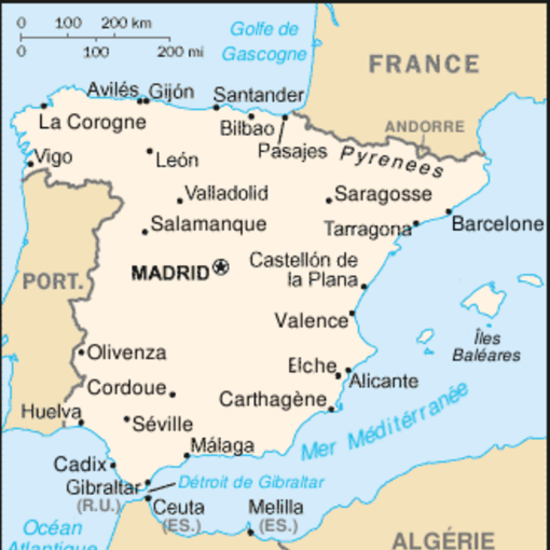 0 100 200 km
0 100 200 mi
Golfe de
Gascogne
FRANCE
Avilés
Gijón
Santander
La Corogne
Bilbao
ANDORRE
Pasajes
Pyrenees
Vigo
León
Valladolid
Saragosse
Salamanque
Tarragona
Barcelone
Castellón de
la Plana
MADRID
PORT.
Valence
Îles
Baléares
Olivenza
Elche
Alicante
Cordoue
Carthagène
Huelva
Séville
Mer Méditérranée
Málaga
Cadix
Gibraltar
(R.U.)
Détroit de Gibraltar
Ceuta
(ES.)
Melilla
(ES.)
Océan
Atlantique
ALGÉRIE